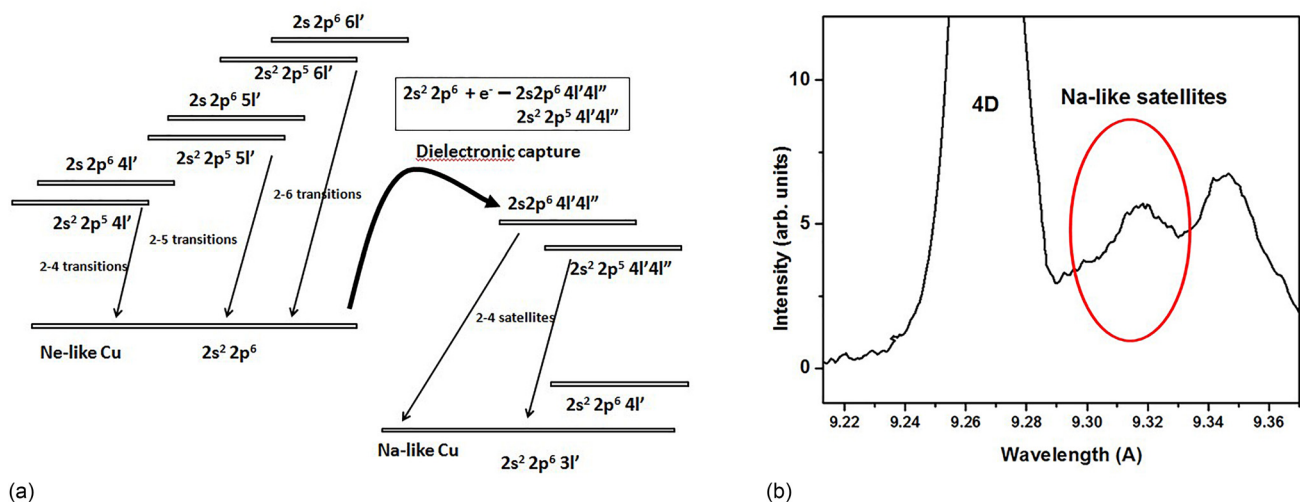 2s 2p⁶ 6l’
2s² 2p⁵ 6l’
2s 2p⁶ 5l’
2s² 2p⁵ 5l’
2s 2p⁶ 4l’
2s² 2p⁵ 4l’
2-6 transitions
2-5 transitions
2-4 transitions
Ne-like Cu
2s² 2p⁶
2s² 2p⁶ + e⁻ – 2s2p⁶ 4l’4l”
2s² 2p⁵ 4l’4l”
Dielectronic capture
2s2p⁶ 4l’4l”
2s² 2p⁵ 4l’4l”
2-4 satellites
2s² 2p⁶ 4l’
Na-like Cu
2s² 2p⁶ 3l’
(a)
10
5
0
Intensity (arb. units)
4D
Na-like satellites
9.22
9.24
9.26
9.28
9.30
9.32
9.34
9.36
Wavelength (A)
(b)